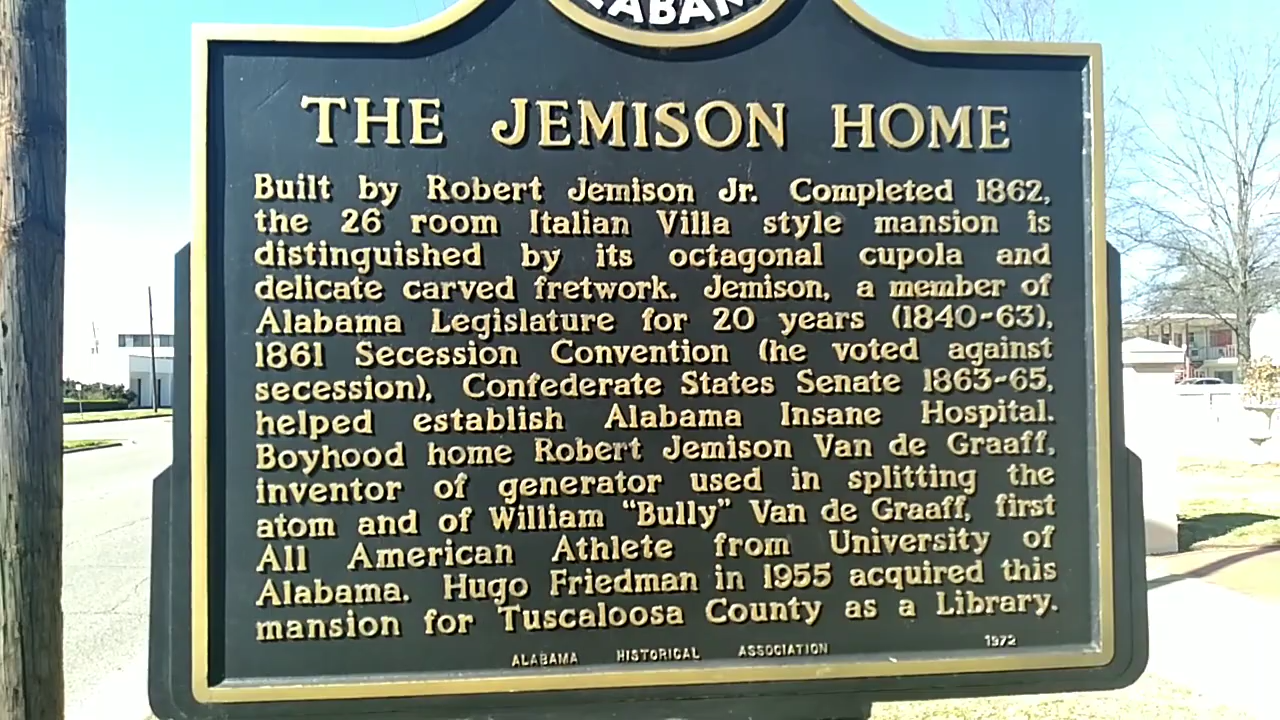 THE JEMISON HOME
Built by Robert Jemison Jr. Completed 1862,
the 26 room Italian Villa style mansion is
distinguished by its octagonal cupola and
delicate carved fretwork. Jemison, a member of
Alabama Legislature for 20 years (1840-63),
1861 Secession Convention (he voted against
secession), Confederate States Senate 1863-65,
helped establish Alabama Insane Hospital.
Boyhood home Robert Jemison Van de Graaff,
inventor of generator used in splitting the
atom and of William "Bully" Van de Graaff, first
All American Athlete from University of
Alabama. Hugo Friedman in 1955 acquired this
mansion for Tuscaloosa County as a Library.
ALABAMA HISTORICAL ASSOCIATION 1972